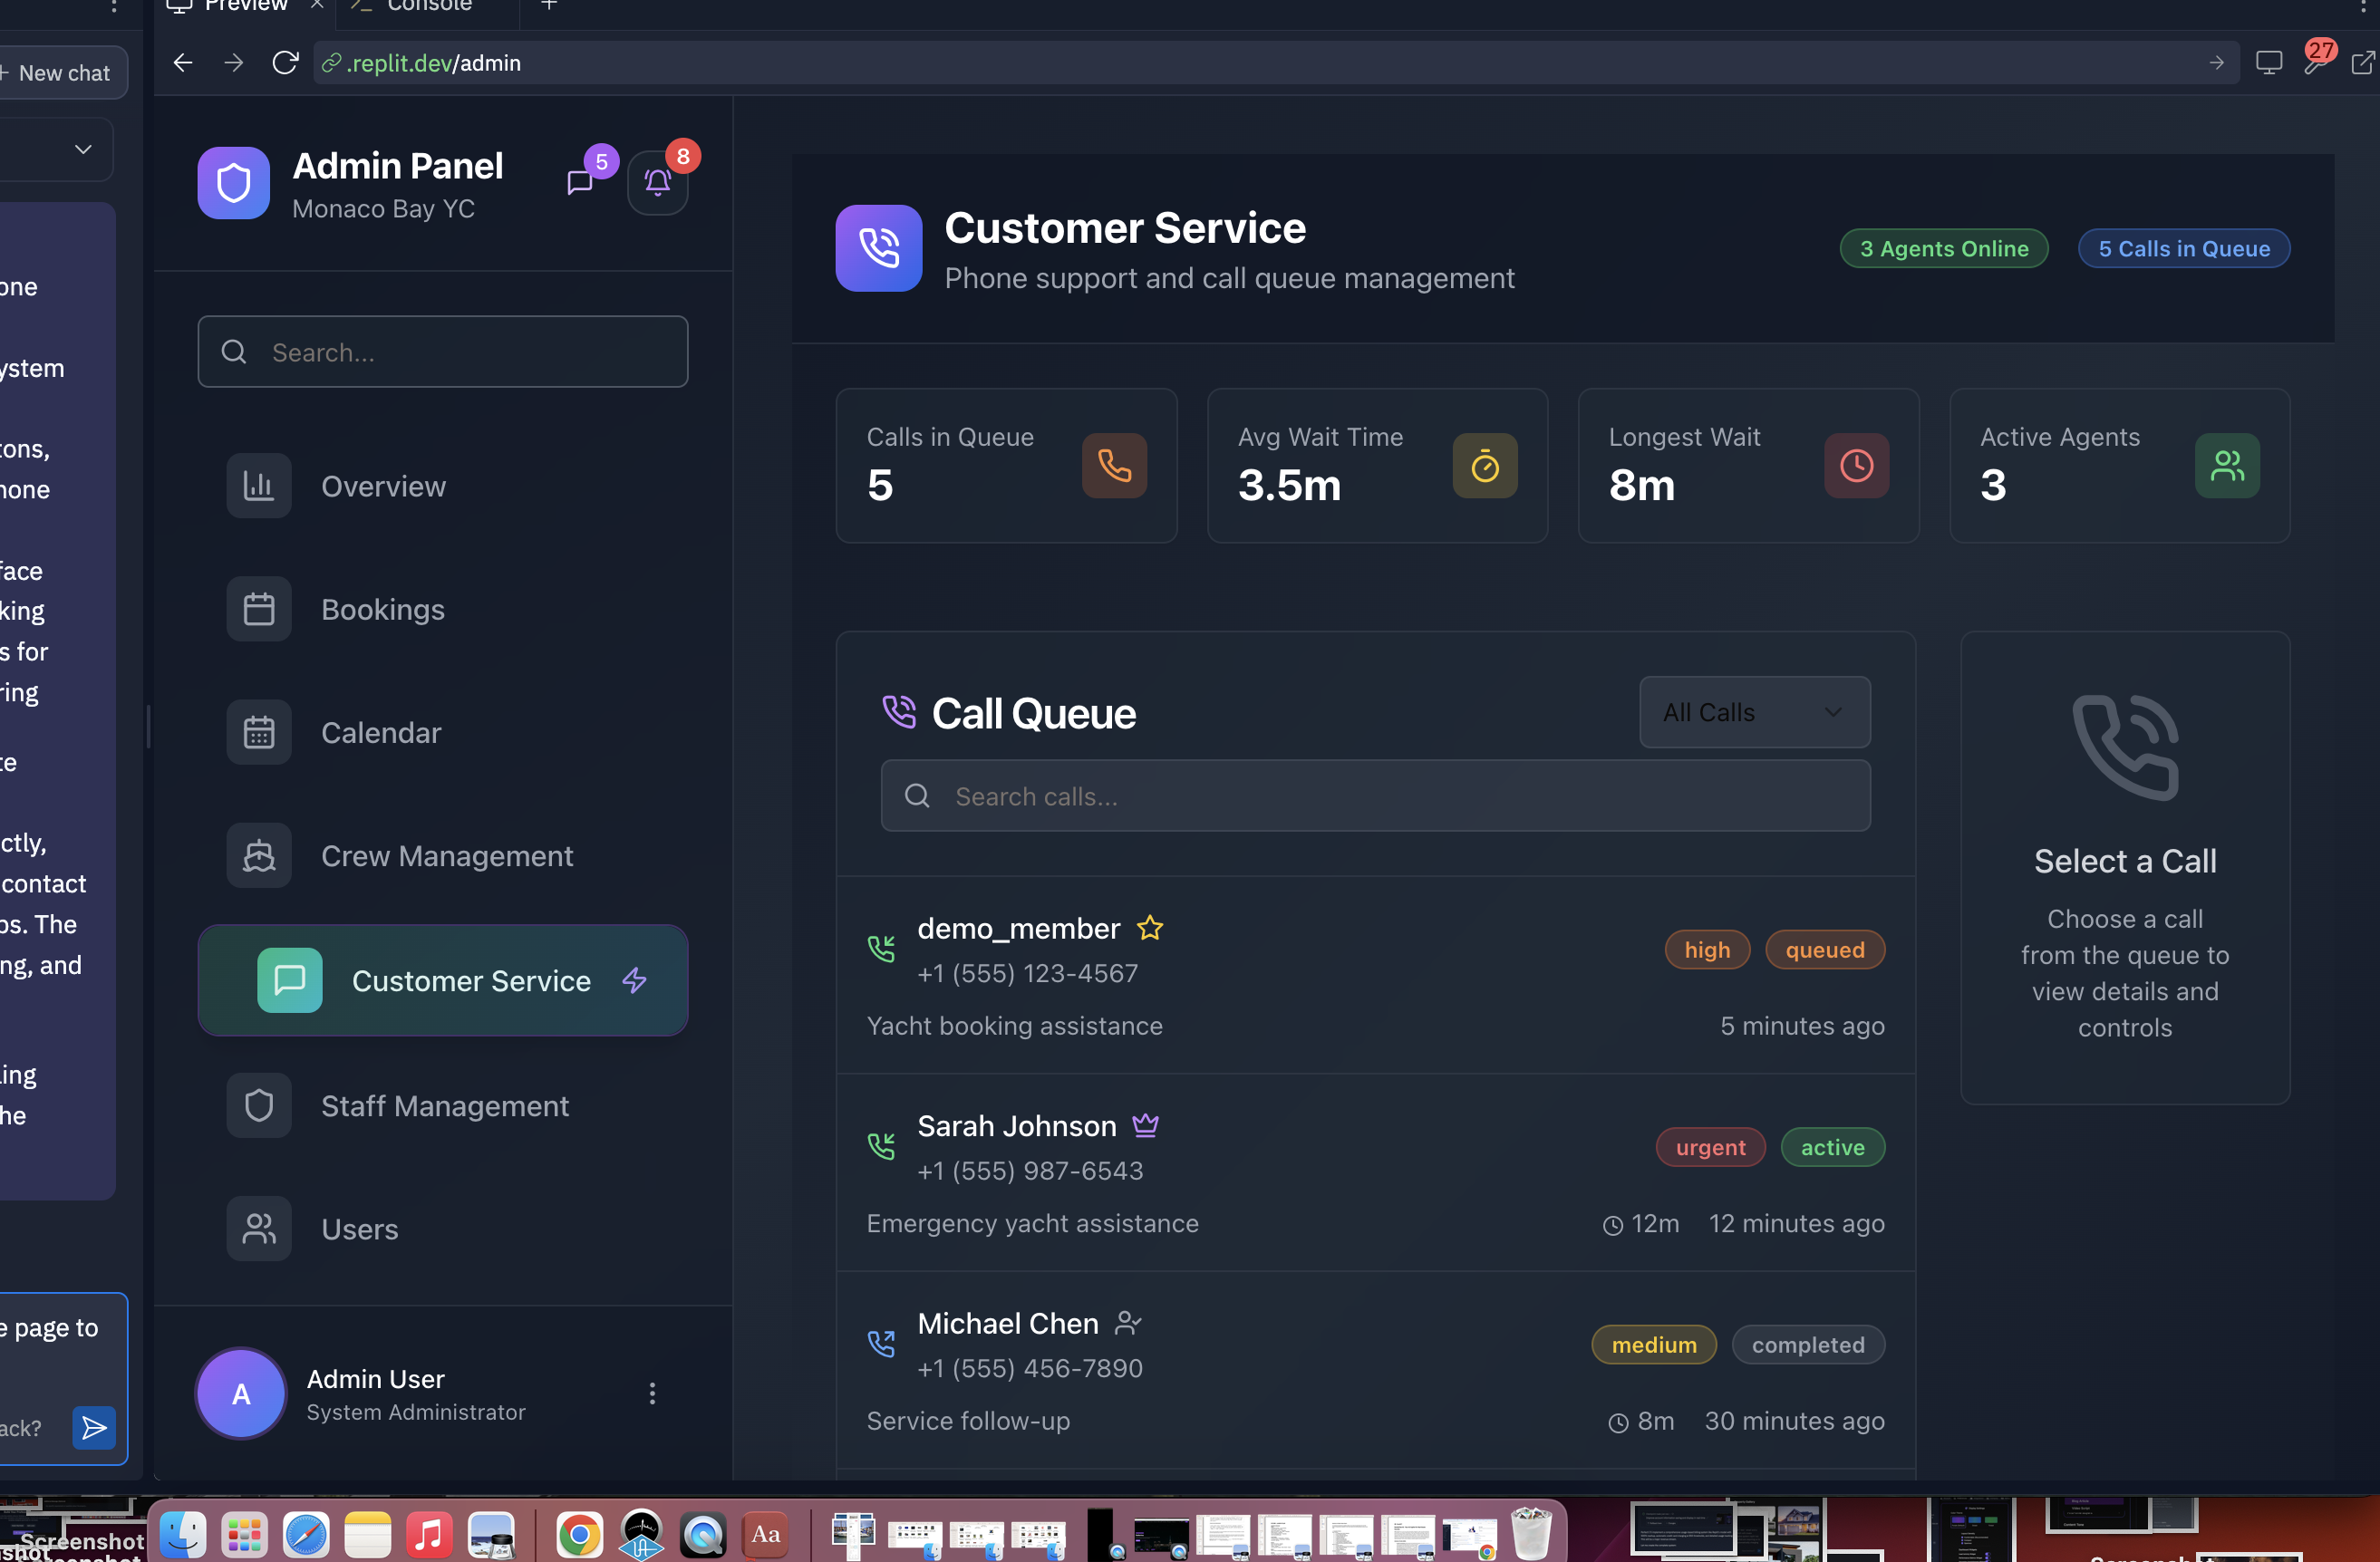 Preview
Console
New chat
.replit.dev/admin
27
one
ystem
tons,
hone
face
king
s for
ring
te
ctly,
contact
os. The
ng, and
ing
he
e page to
ack?
Admin Panel
Monaco Bay YC
5
8
Search...
Overview
Bookings
Calendar
Crew Management
Customer Service
Staff Management
Users
A
Admin User
System Administrator
Customer Service
Phone support and call queue management
3 Agents Online
5 Calls in Queue
Calls in Queue
5
Avg Wait Time
3.5m
Longest Wait
8m
Active Agents
3
Call Queue
All Calls
Search calls...
demo_member
+1 (555) 123-4567
high
queued
Yacht booking assistance
5 minutes ago
Sarah Johnson
+1 (555) 987-6543
urgent
active
Emergency yacht assistance
12m
12 minutes ago
Michael Chen
+1 (555) 456-7890
medium
completed
Service follow-up
8m
30 minutes ago
Select a Call
Choose a call
from the queue to
view details and
controls
Screenshot
Aa